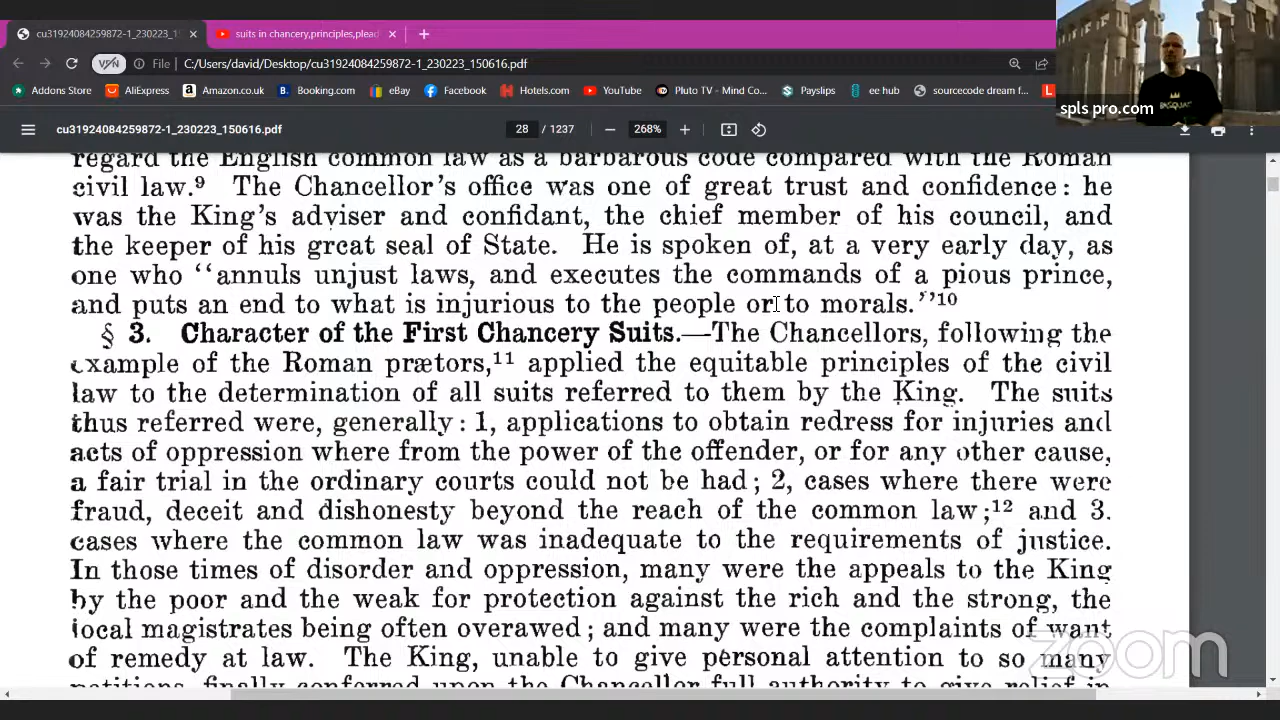 cu31924084259872-1_230223_1
suits in chancery,principles,plead
VPN
File
C:/Users/david/Desktop/cu31924084259872-1_230223_150616.pdf
Addons Store
AliExpress
Amazon.co.uk
Booking.com
eBay
Facebook
Hotels.com
YouTube
Pluto TV - Mind Co...
Payslips
ee hub
sourcecode dream f...
spls pro.com
cu31924084259872-1_230223_150616.pdf
28 / 1237
268%
regard the English common law as a barbarous code compared with the Roman
civil law.9 The Chancellor's office was one of great trust and confidence: he
was the King's adviser and confidant, the chief member of his council, and
the keeper of his great seal of State. He is spoken of, at a very early day, as
one who "annuls unjust laws, and executes the commands of a pious prince,
and puts an end to what is injurious to the people or to morals."10
§ 3. Character of the First Chancery Suits.—The Chancellors, following the
example of the Roman prætors,11 applied the equitable principles of the civil
law to the determination of all suits referred to them by the King. The suits
thus referred were, generally: 1, applications to obtain redress for injuries and
acts of oppression where from the power of the offender, or for any other cause,
a fair trial in the ordinary courts could not be had; 2, cases where there were
fraud, deceit and dishonesty beyond the reach of the common law;12 and 3.
cases where the common law was inadequate to the requirements of justice.
In those times of disorder and oppression, many were the appeals to the King
by the poor and the weak for protection against the rich and the strong, the
local magistrates being often overawed; and many were the complaints of want
of remedy at law. The King, unable to give personal attention to so many
petitions, finally conferred upon the Chancellor full authority to give relief in
zoom